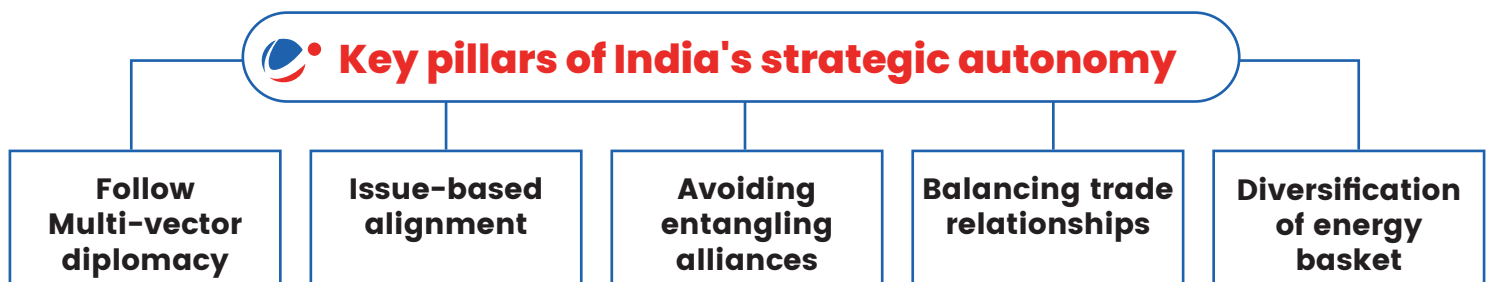 Key pillars of India's strategic autonomy
Follow
Multi-vector
diplomacy
Issue-based
alignment
Avoiding
entangling
alliances
Balancing trade
relationships
Diversification
of energy
basket